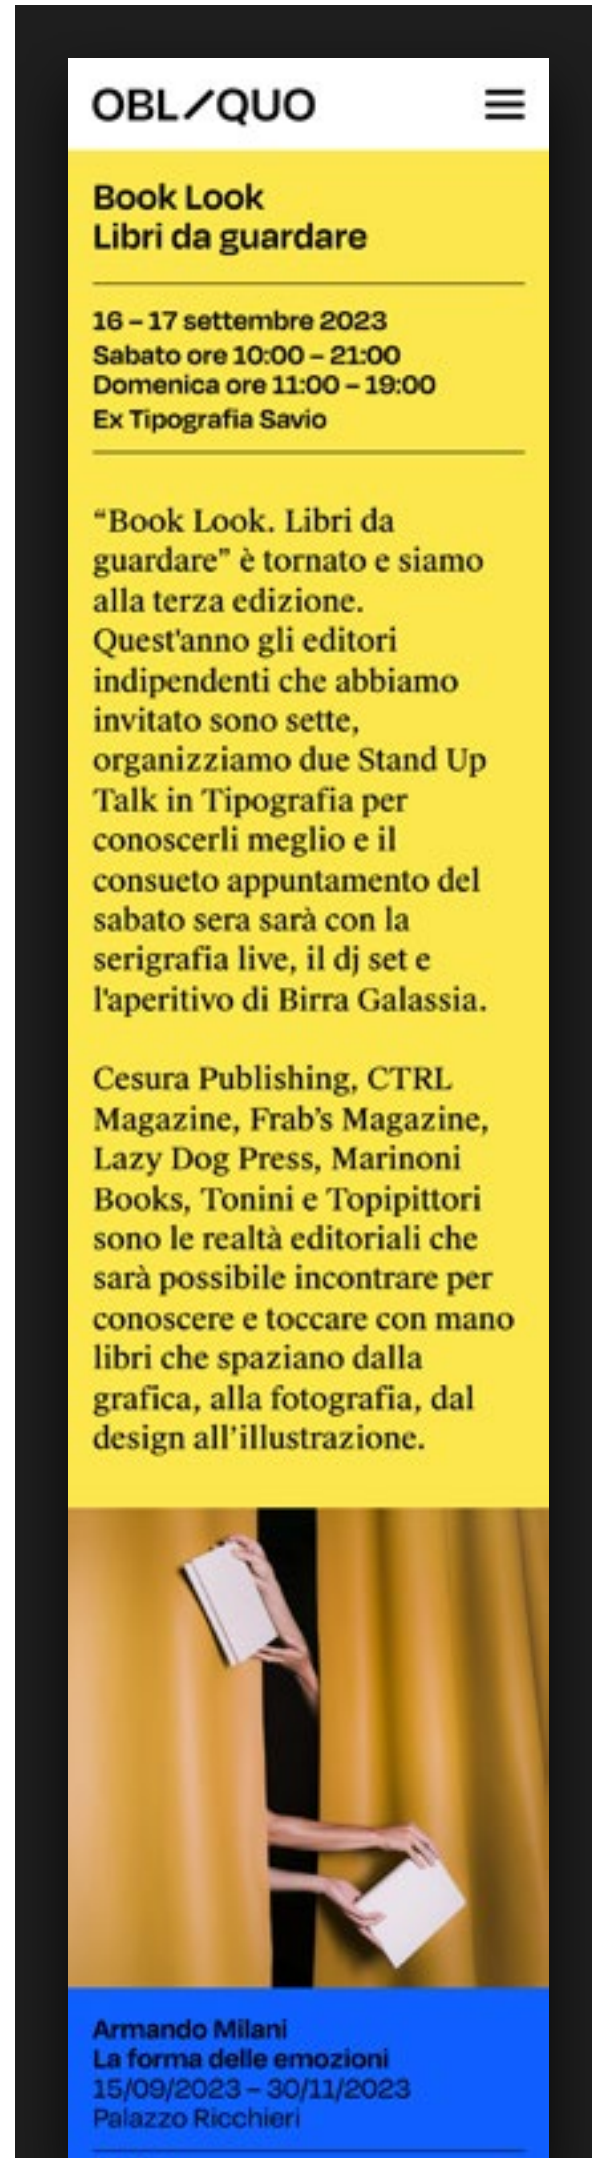 OBL/QUO
Book Look
Libri da guardare
16 – 17 settembre 2023
Sabato ore 10:00 – 21:00
Domenica ore 11:00 – 19:00
Ex Tipografia Savio
“Book Look. Libri da
guardare” è tornato e siamo
alla terza edizione.
Quest'anno gli editori
indipendenti che abbiamo
invitato sono sette,
organizziamo due Stand Up
Talk in Tipografia per
conoscerli meglio e il
consueto appuntamento del
sabato sera sarà con la
serigrafia live, il dj set e
l'aperitivo di Birra Galassia.
Cesura Publishing, CTRL
Magazine, Frab’s Magazine,
Lazy Dog Press, Marinoni
Books, Tonini e Topipittori
sono le realtà editoriali che
sarà possibile incontrare per
conoscere e toccare con mano
libri che spaziano dalla
grafica, alla fotografia, dal
design all’illustrazione.
Armando Milani
La forma delle emozioni
15/09/2023 – 30/11/2023
Palazzo Ricchieri